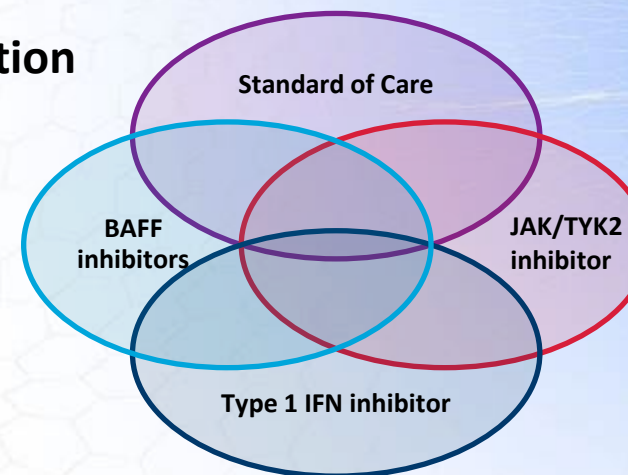 tion
Standard of Care
BAFF
inhibitors
JAK/TYK2
inhibitor
Type 1 IFN inhibitor